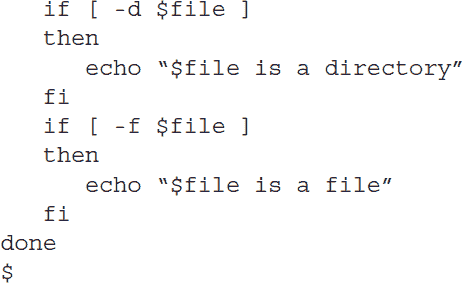 if [ -d $file ]
then
echo “$file is a directory”
fi
if [ -f $file ]
then
echo “$file is a file”
fi
done
$